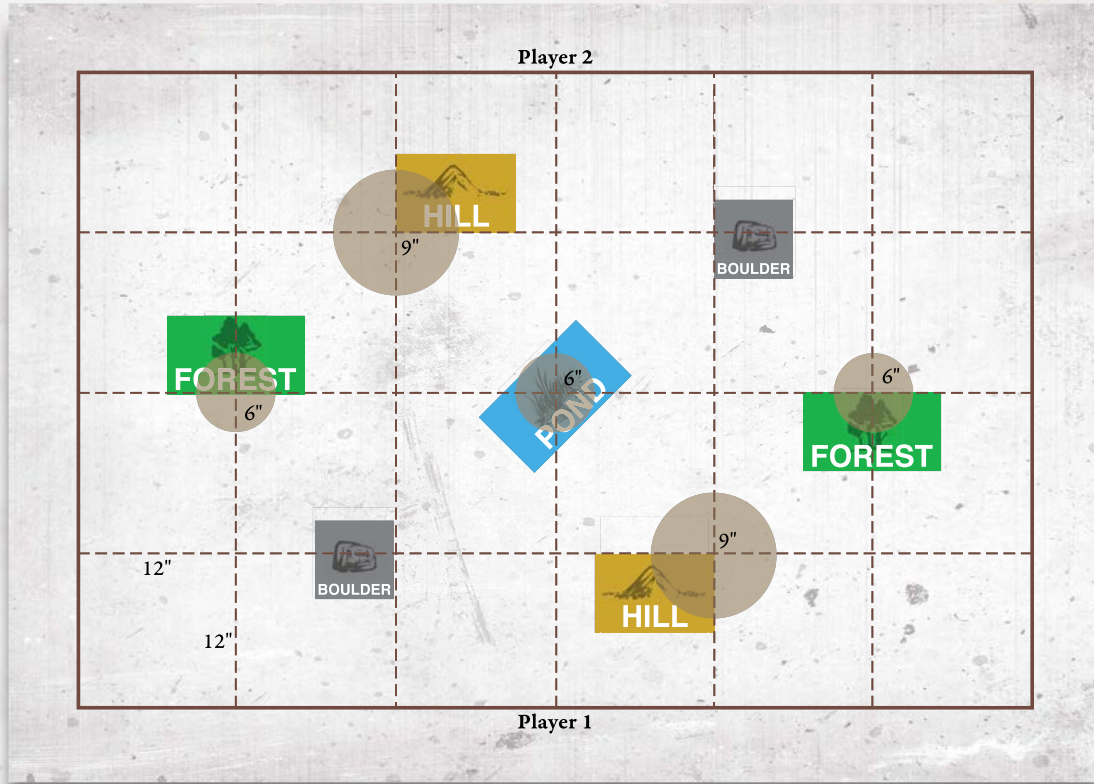 Player 2
HILL
9"
BOULDER
FOREST
6"
6"
POND
6"
FOREST
9"
12"
BOULDER
HILL
12"
Player 1